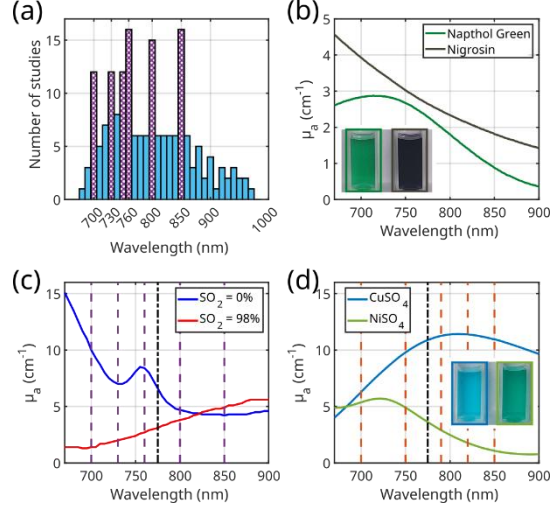 (a)
Number of studies
15
10
5
0
700
730
760
800
850
900
1000
Wavelength (nm)
(b)
μa (cm-1)
5
4
3
2
1
0
700 750 800 850 900
Wavelength (nm)
Napthol Green
Nigrosin
(c)
μa (cm-1)
15
10
5
0
700 750 800 850 900
Wavelength (nm)
SO2 = 0%
SO2 = 98%
(d)
μa (cm-1)
15
10
5
0
700 750 800 850 900
Wavelength (nm)
CuSO4
NiSO4